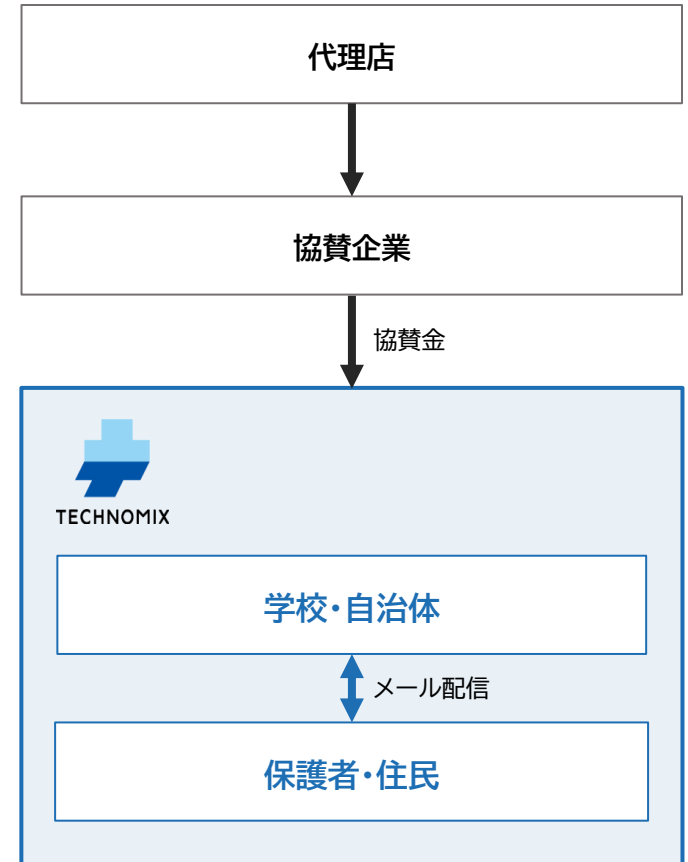 代理店
協賛企業
協賛金
TECHNOMIX
学校・自治体
メール配信
保護者・住民